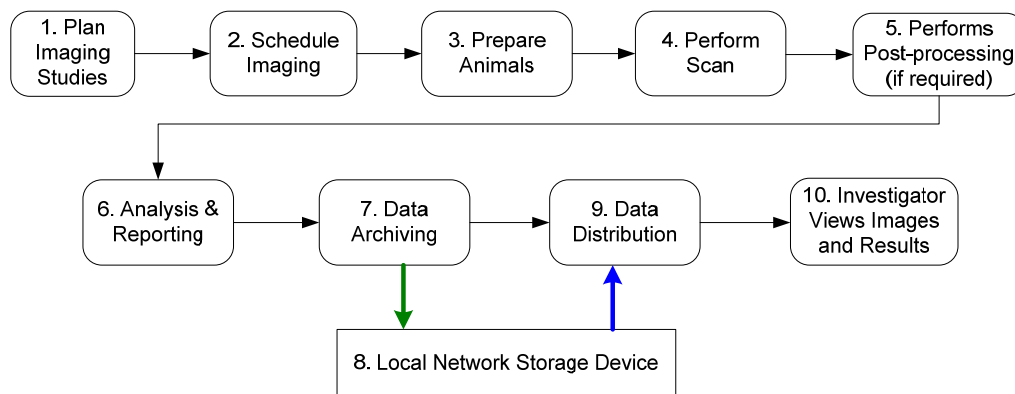 1. Plan
Imaging
Studies
2. Schedule
Imaging
3. Prepare
Animals
4. Perform
Scan
5. Performs
Post-processing
(if required)
6. Analysis &
Reporting
7. Data
Archiving
9. Data
Distribution
10. Investigator
Views Images
and Results
8. Local Network Storage Device